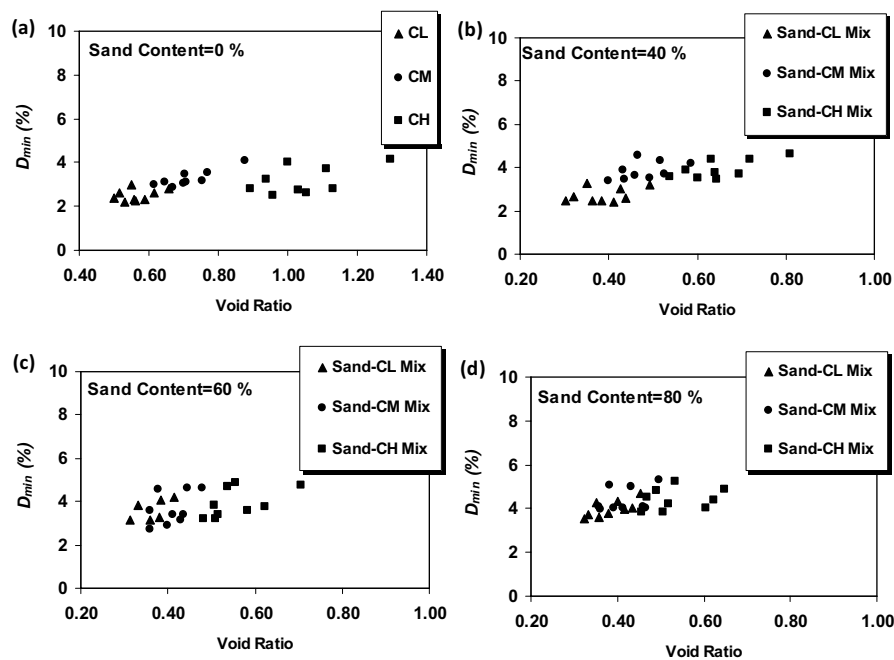 (a)
Sand Content=0 %
CL
CM
CH
10
8
6
4
2
0
D min (%)
0.40 0.60 0.80 1.00 1.20 1.40
Void Ratio
(b)
Sand Content=40 %
Sand-CL Mix
Sand-CM Mix
Sand-CH Mix
10
8
6
4
2
0
D min (%)
0.20 0.40 0.60 0.80 1.00
Void Ratio
(c)
Sand Content=60 %
Sand-CL Mix
Sand-CM Mix
Sand-CH Mix
10
8
6
4
2
0
D min (%)
0.20 0.40 0.60 0.80 1.00
Void Ratio
(d)
Sand Content=80 %
Sand-CL Mix
Sand-CM Mix
Sand-CH Mix
10
8
6
4
2
0
D min (%)
0.20 0.40 0.60 0.80 1.00
Void Ratio